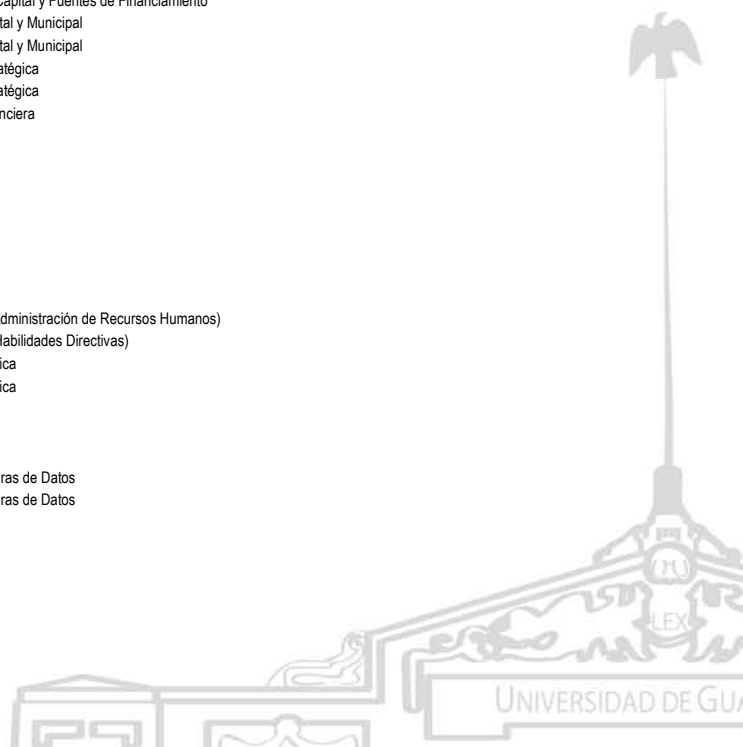 Capital y Fuentes de Financiamiento
tal y Municipal
tal y Municipal
atégica
atégica
nciera
dministración de Recursos Humanos)
Habilidades Directivas)
ica
ica
ras de Datos
ras de Datos
LEX
UNIVERSIDAD DE GUA